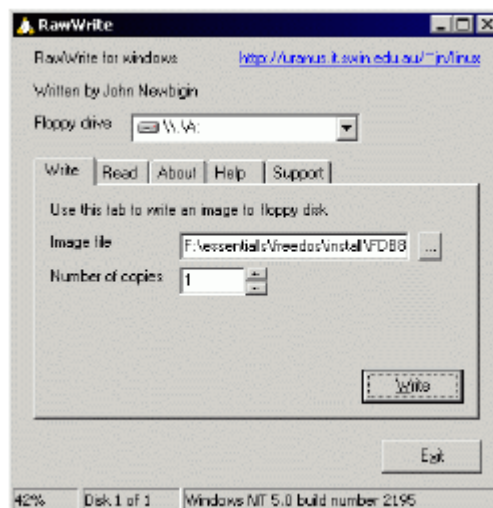 RawWrite
RawWrite for windows http://uranus.it.swin.edu.au/~jn/linux
Written by John Newbigin
Floppy drive \\.\A:
Write Read About Help Support
Use this tab to write an image to floppy disk
Image file F:\essentials\freedos\install\FDB8 ...
Number of copies 1
Write
Exit
42% Disk 1 of 1 Windows NT 5.0 build number 2195